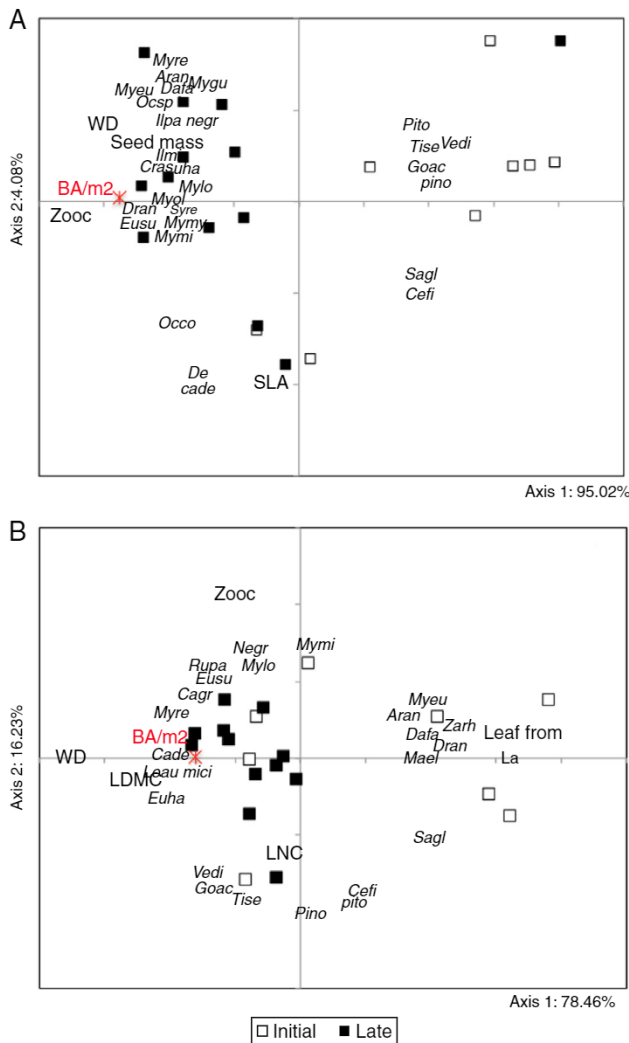 A
Myre
Aran
Myeu Dafa Mygu
Ocsp
WD Ilpa negr
Seed mass
Ilmi
Crasuha
BA/m2 Mylo
Myol
Zooc Dran Syre
Eusu Mymy
Mymi
Pito
Tise Vedi
Goac
pino
Sagl
Cefi
Occo
De
cade
SLA
Axis 2:4.08%
Axis 1: 95.02%
B
Zooc
Negr Mymi
Rupa Mylo
Eusu
Cagr
Myre
BA/m2
WD Cade
Leau mici
LDMC
Euha
Myeu
Aran Zarh
Dafa Leaf from
Dran
Mael La
Sagl
LNC
Vedi
Goac Cefi
Tise pito
Pino
Axis 2: 16.23%
Axis 1: 78.46%
Initial Late